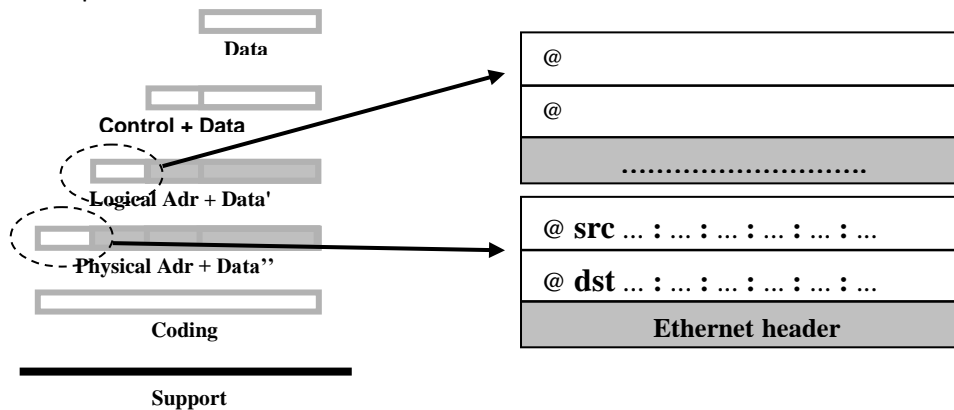 Data
Control + Data
Logical Adr + Data'
Physical Adr + Data’’
Coding
Support
@
@
................................
@ src ... : ... : ... : ... : ... : ...
@ dst ... : ... : ... : ... : ... : ...
Ethernet header